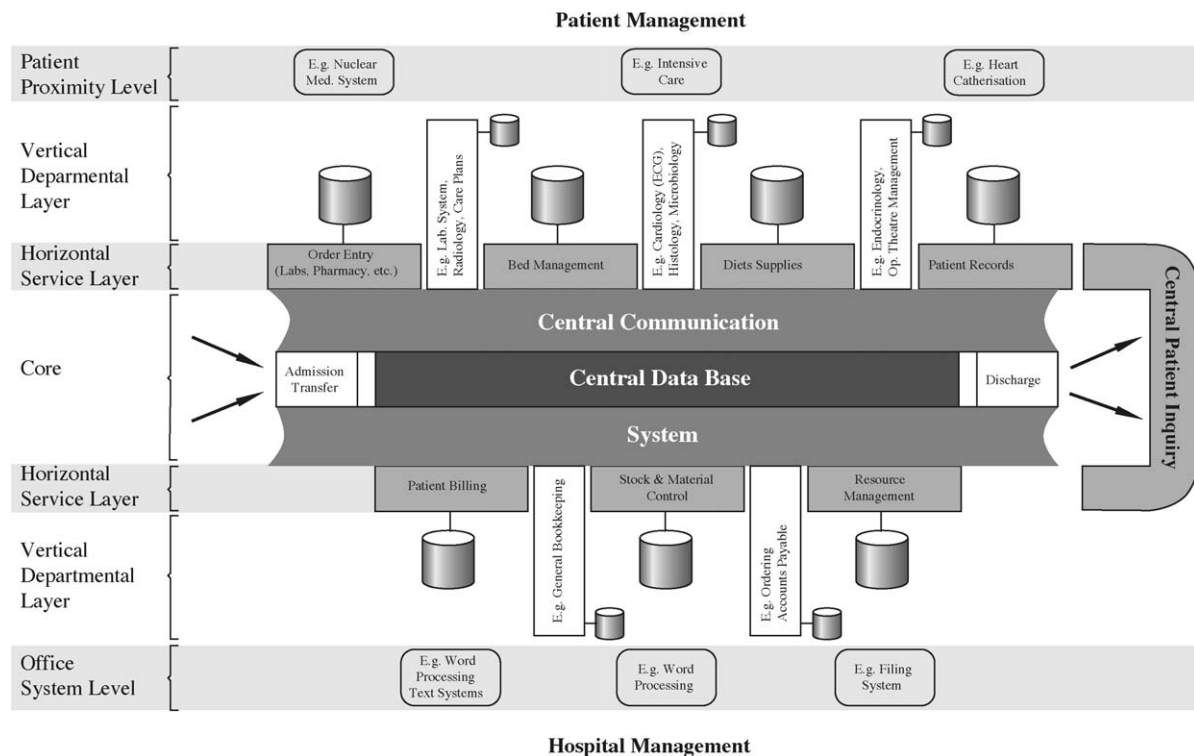 Patient Management
Patient
Proximity Level
E.g. Nuclear
Med. System
E.g. Intensive
Care
E.g. Heart
Catherisation
Vertical
Deparmental
Layer
E.g. Lab. System,
Radiology, Care Plans
E.g. Cardiology (ECG),
Histology, Microbiology
E.g. Endocrinology,
Op. Theatre Management
Horizontal
Service Layer
Order Entry
(Labs, Pharmacy, etc.)
Bed Management
Diets Supplies
Patient Records
Core
Central Communication
Admission
Transfer
Central Data Base
Discharge
System
Central Patient Inquiry
Horizontal
Service Layer
Patient Billing
Stock & Material
Control
Resource
Management
Vertical
Departmental
Layer
E.g. General Bookkeeping
E.g. Ordering
Accounts Payable
Office
System Level
E.g. Word
Processing
Text Systems
E.g. Word
Processing
E.g. Filing
System
Hospital Management